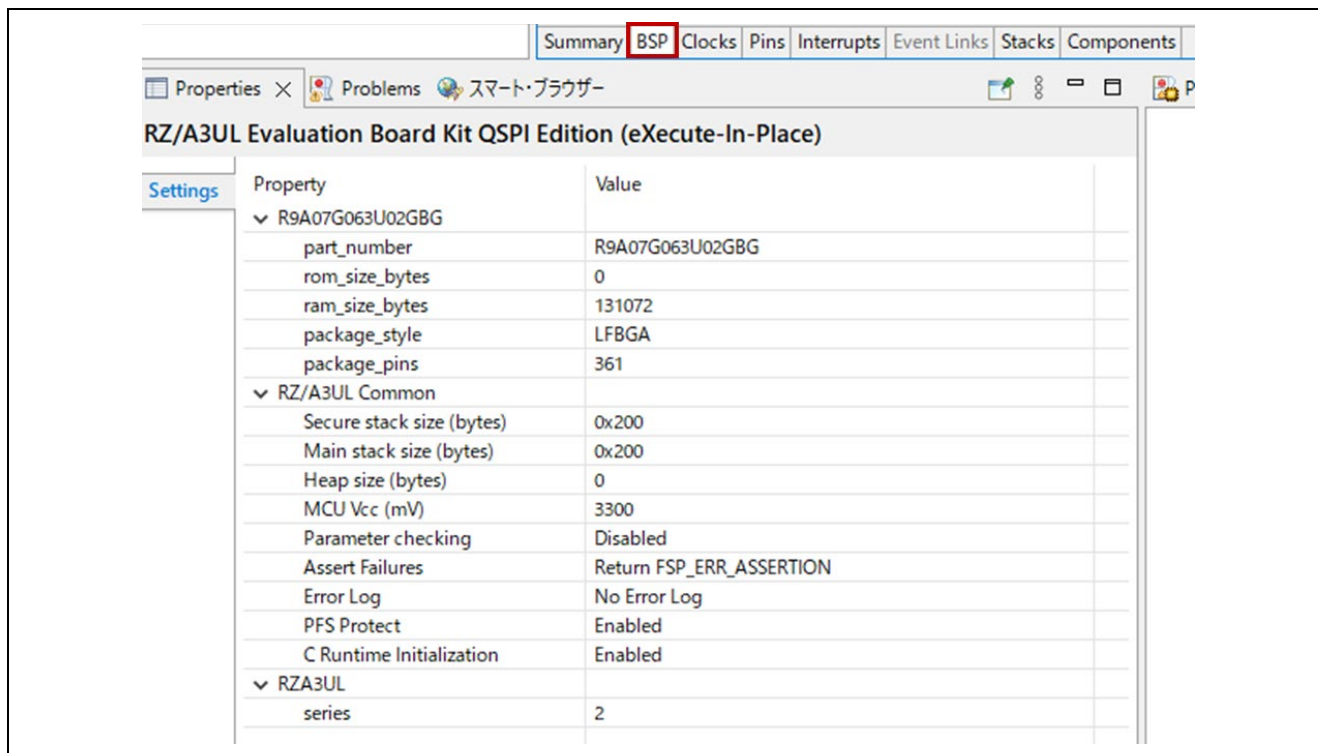 Summary BSP Clocks Pins Interrupts Event Links Stacks Components
Properties Problems スマート・ブラウザー P
RZ/A3UL Evaluation Board Kit QSPI Edition (eXecute-In-Place)
Settings
Property Value
R9A07G063U02GBG
part_number R9A07G063U02GBG
rom_size_bytes 0
ram_size_bytes 131072
package_style LFBGA
package_pins 361
RZ/A3UL Common
Secure stack size (bytes) 0x200
Main stack size (bytes) 0x200
Heap size (bytes) 0
MCU Vcc (mV) 3300
Parameter checking Disabled
Assert Failures Return FSP_ERR_ASSERTION
Error Log No Error Log
PFS Protect Enabled
C Runtime Initialization Enabled
RZA3UL
series 2